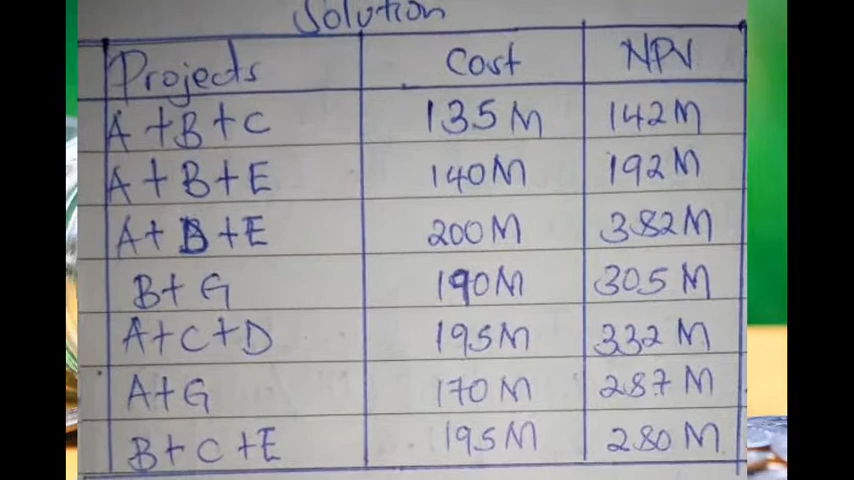 Solution
Projects Cost NPV
A+B+C 135M 142M
A+B+E 140M 192M
A+B+E 200M 382M
B+G 190M 305M
A+C+D 195M 332M
A+G 170M 287M
B+C+E 195M 280M